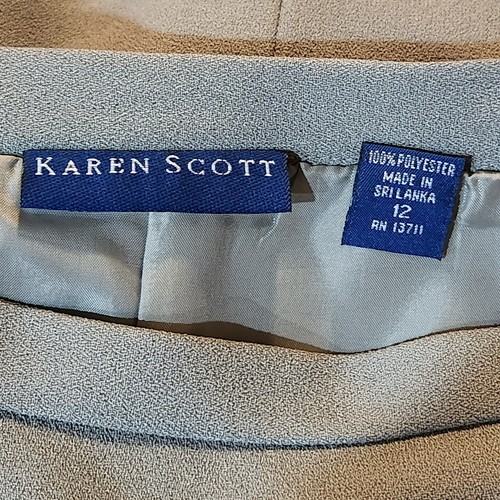 KAREN SCOTT
100% POLYESTER
MADE IN
SRI LANKA
12
RN 13711